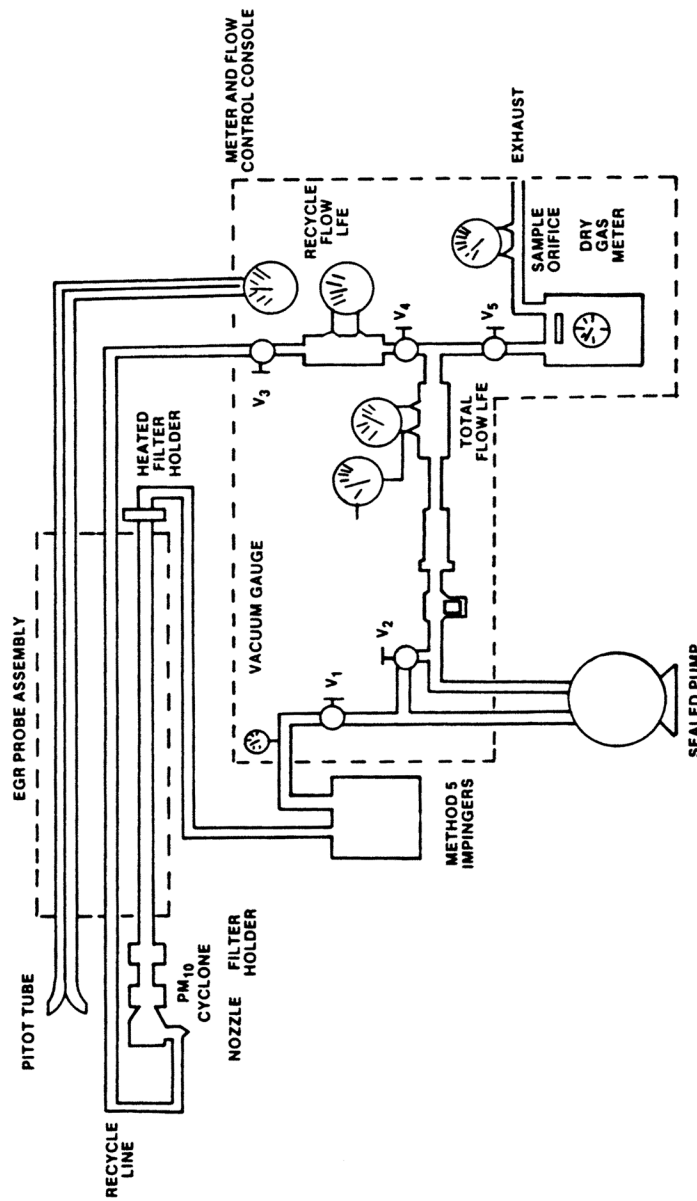 PITOT TUBE
EGR PROBE ASSEMBLY
RECYCLE
LINE
PM10
CYCLONE
NOZZLE
FILTER
HOLDER
HEATED
FILTER
HOLDER
METER AND FLOW
CONTROL CONSOLE
RECYCLE
FLOW
LFE
V3
V4
V5
EXHAUST
SAMPLE
ORIFICE
DRY
GAS
METER
TOTAL
FLOW LFE
VACUUM GAUGE
V1
V2
METHOD 5
IMPINGERS
SEALED PUMP